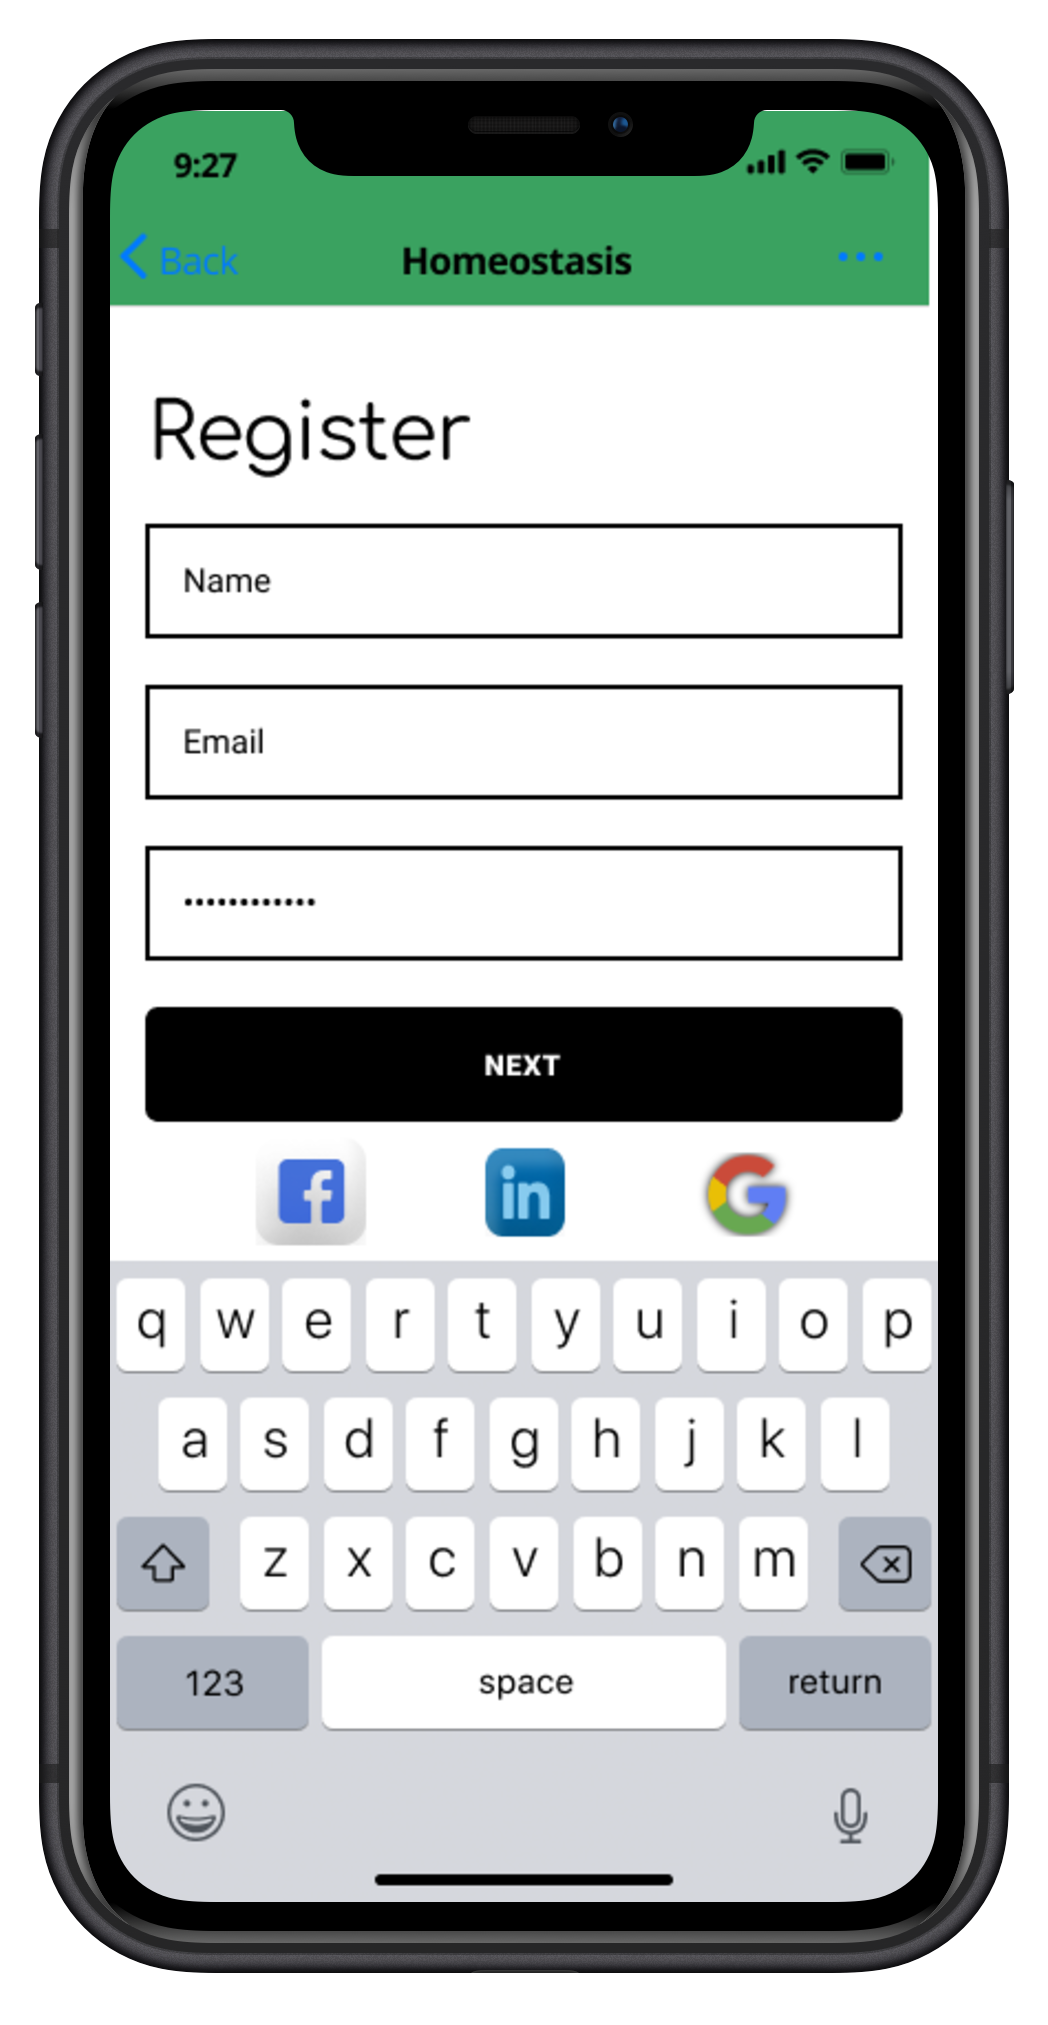 9:27
Back Homeostasis
Register
Name
Email
•••••••••••••
NEXT
f in G
q w e r t y u i o p
a s d f g h j k l
z x c v b n m
123 space return